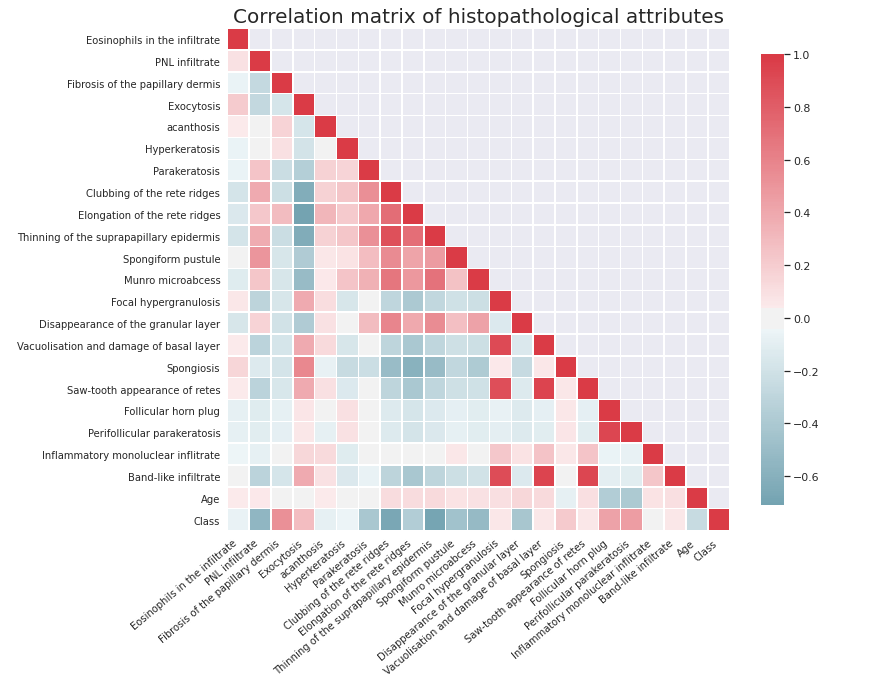 Correlation matrix of histopathological attributes
Eosinophils in the infiltrate
PNL infiltrate
Fibrosis of the papillary dermis
Exocytosis
acanthosis
Hyperkeratosis
Parakeratosis
Clubbing of the rete ridges
Elongation of the rete ridges
Thinning of the suprapapillary epidermis
Spongiform pustule
Munro microabcess
Focal hypergranulosis
Disappearance of the granular layer
Vacuolisation and damage of basal layer
Spongiosis
Saw-tooth appearance of retes
Follicular horn plug
Perifollicular parakeratosis
Inflammatory monoluclear inflitrate
Band-like infiltrate
Age
Class
Eosinophils in the infiltrate
PNL infiltrate
Fibrosis of the papillary dermis
Exocytosis
acanthosis
Hyperkeratosis
Parakeratosis
Clubbing of the rete ridges
Elongation of the rete ridges
Thinning of the suprapapillary epidermis
Spongiform pustule
Munro microabcess
Focal hypergranulosis
Disappearance of the granular layer
Vacuolisation and damage of basal layer
Spongiosis
Saw-tooth appearance of retes
Follicular horn plug
Perifollicular parakeratosis
Inflammatory monoluclear inflitrate
Band-like infiltrate
Age
Class
1.0
0.8
0.6
0.4
0.2
0.0
−0.2
−0.4
−0.6